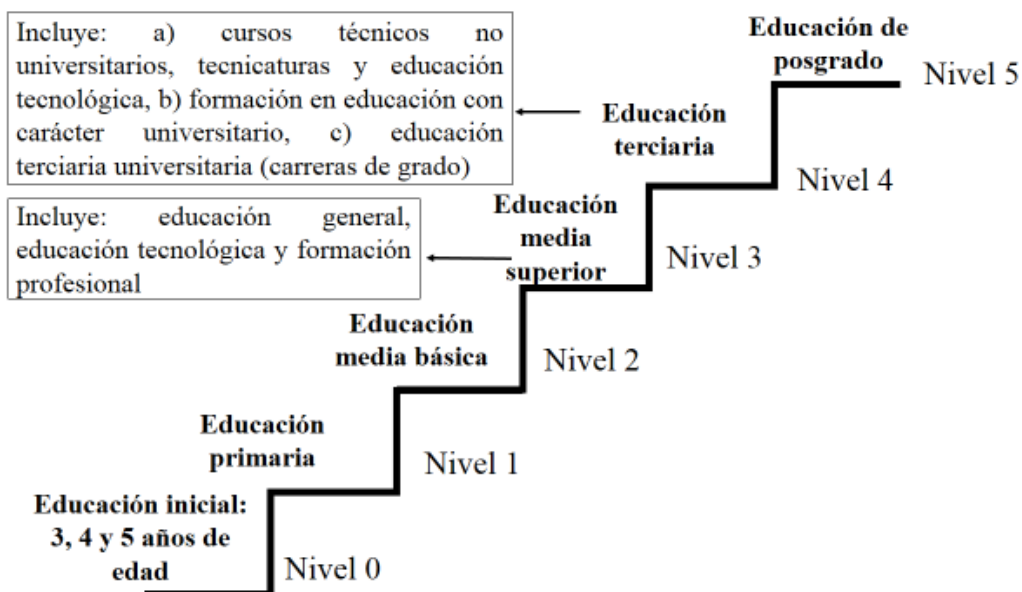 Educación de
posgrado
Nivel 5
Incluye: a) cursos técnicos no
universitarios, tecnicaturas y educación
tecnológica, b) formación en educación con
carácter universitario, c) educación
terciaria universitaria (carreras de grado)
Educación
terciaria
Nivel 4
Incluye: educación general,
educación tecnológica y formación
profesional
Educación
media
superior
Nivel 3
Educación
media básica
Nivel 2
Educación
primaria
Nivel 1
Educación inicial:
3, 4 y 5 años de
edad
Nivel 0